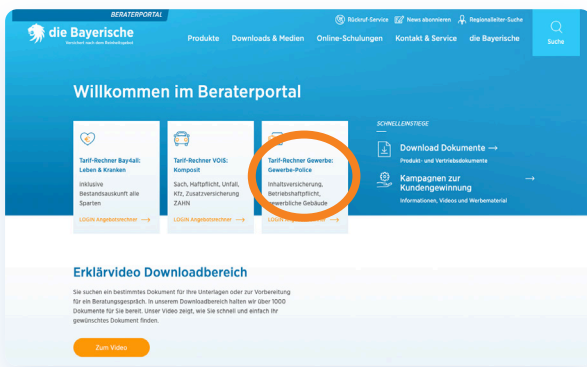 BERATERPORTAL
die Bayerische
Versichert nach dem Reinheitsgebot
Rückruf-Service
News abonnieren
Regionalleiter-Suche
Suche
Produkte
Downloads & Medien
Online-Schulungen
Kontakt & Service
die Bayerische
Willkommen im Beraterportal
Tarif-Rechner Bay4all:
Leben & Kranken
inklusive
Bestandsauskunft alle
Sparten
LOGIN Angebotsrechner →
Tarif-Rechner VOIS:
Komposit
Sach, Haftpflicht, Unfall,
Kfz, Zusatzversicherung
ZAHN
LOGIN Angebotsrechner →
Tarif-Rechner Gewerbe:
Gewerbe-Police
Inhaltsversicherung,
Betriebshaftpflicht,
gewerbliche Gebäude
LOGIN Angebotsrechner →
SCHNELLEINSTIEGE
Download Dokumente →
Produkt- und Vertriebsdokumente
Kampagnen zur →
Kundengewinnung
Informationen, Videos und Werbematerial
Erklärvideo Downloadbereich
Sie suchen ein bestimmtes Dokument für Ihre Unterlagen oder zur Vorbereitung
für ein Beratungsgespräch. In unserem Downloadbereich halten wir über 1000
Dokumente für Sie bereit. Unser Video zeigt, wie Sie schnell und einfach Ihr
gewünschtes Dokument finden.
Zum Video